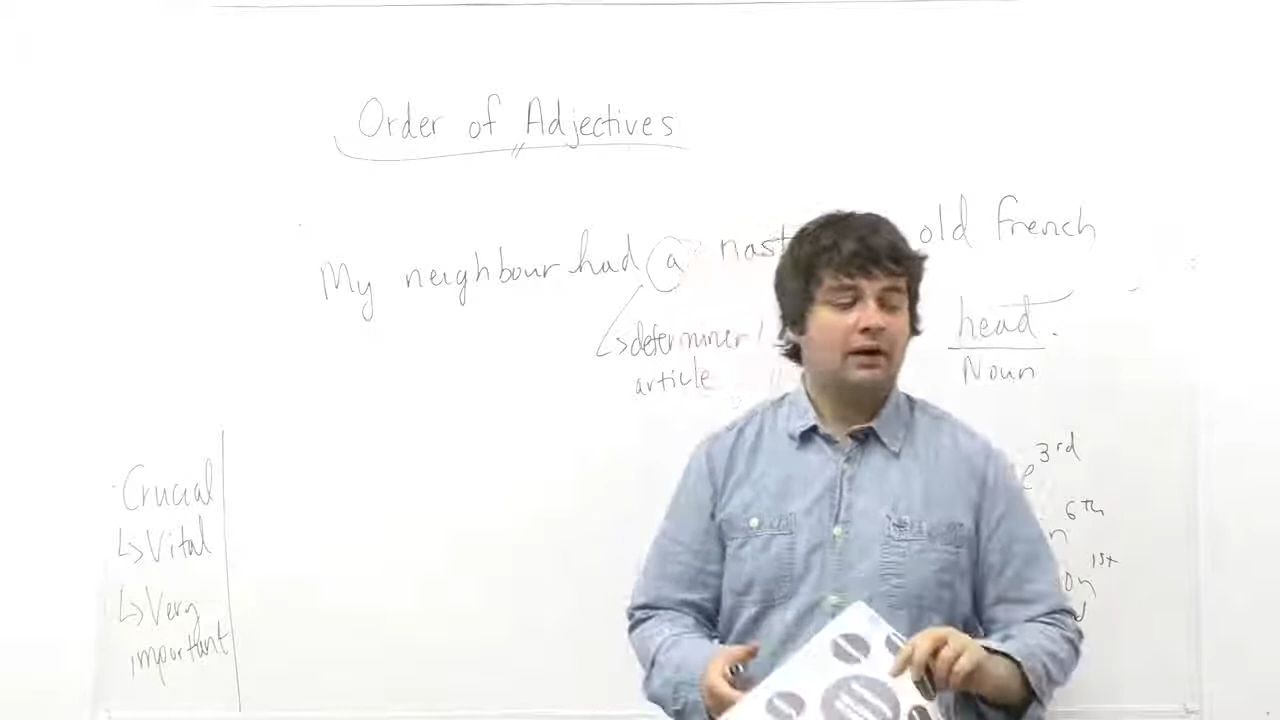 Order of Adjectives
My neighbour had a nast old French
head.
Noun
determiner
article
3rd
6th
1st
Crucial
↳ Vital
↳ Very
important